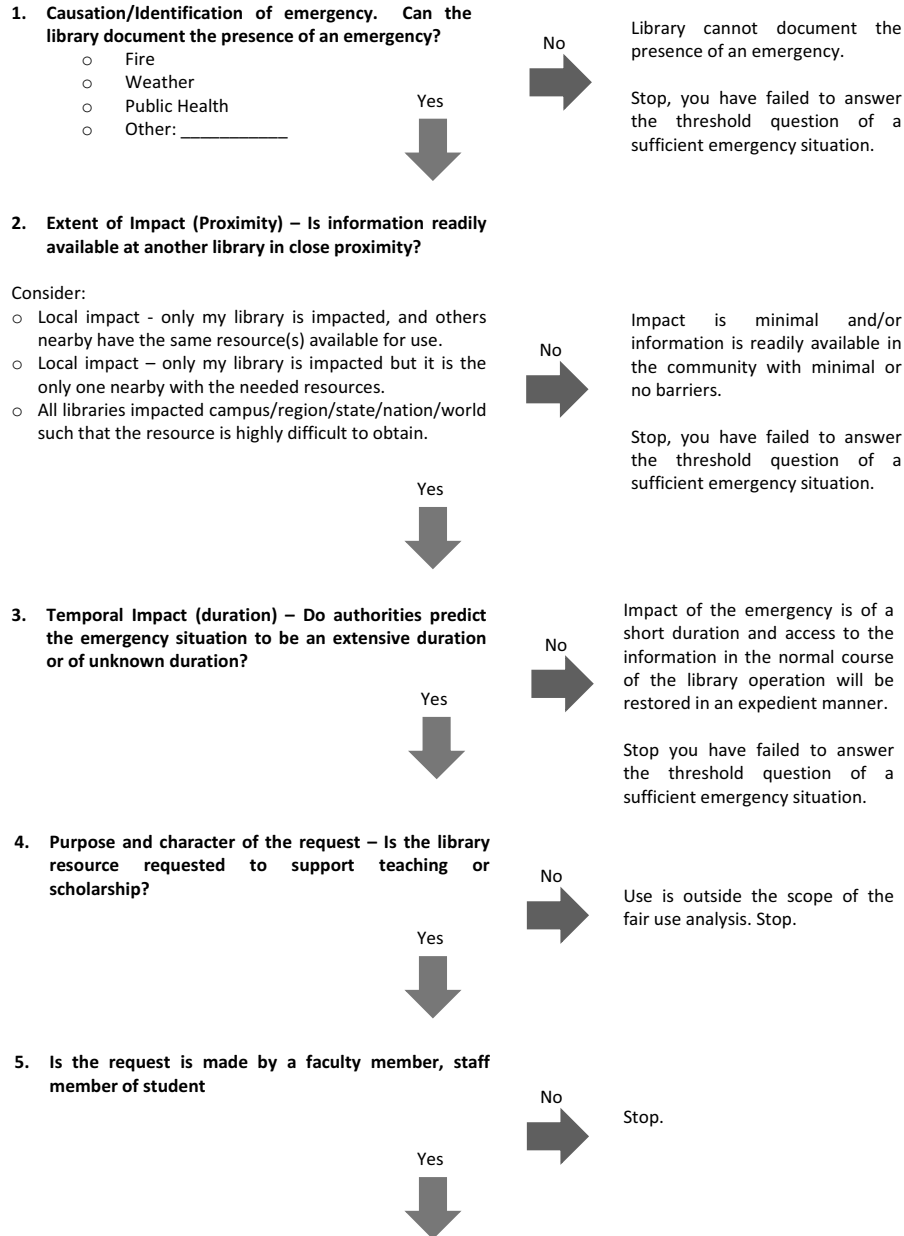 1. Causation/Identification of emergency. Can the
library document the presence of an emergency?
o Fire
o Weather
o Public Health
o Other: ___________
Yes
No
Library cannot document the
presence of an emergency.
Stop, you have failed to answer
the threshold question of a
sufficient emergency situation.
2. Extent of Impact (Proximity) – Is information readily
available at another library in close proximity?
Consider:
o Local impact - only my library is impacted, and others
nearby have the same resource(s) available for use.
o Local impact – only my library is impacted but it is the
only one nearby with the needed resources.
o All libraries impacted campus/region/state/nation/world
such that the resource is highly difficult to obtain.
Yes
No
Impact is minimal and/or
information is readily available in
the community with minimal or
no barriers.
Stop, you have failed to answer
the threshold question of a
sufficient emergency situation.
3. Temporal Impact (duration) – Do authorities predict
the emergency situation to be an extensive duration
or of unknown duration?
Yes
No
Impact of the emergency is of a
short duration and access to the
information in the normal course
of the library operation will be
restored in an expedient manner.
Stop you have failed to answer
the threshold question of a
sufficient emergency situation.
4. Purpose and character of the request – Is the library
resource requested to support teaching or
scholarship?
Yes
No
Use is outside the scope of the
fair use analysis. Stop.
5. Is the request is made by a faculty member, staff
member of student
Yes
No
Stop.